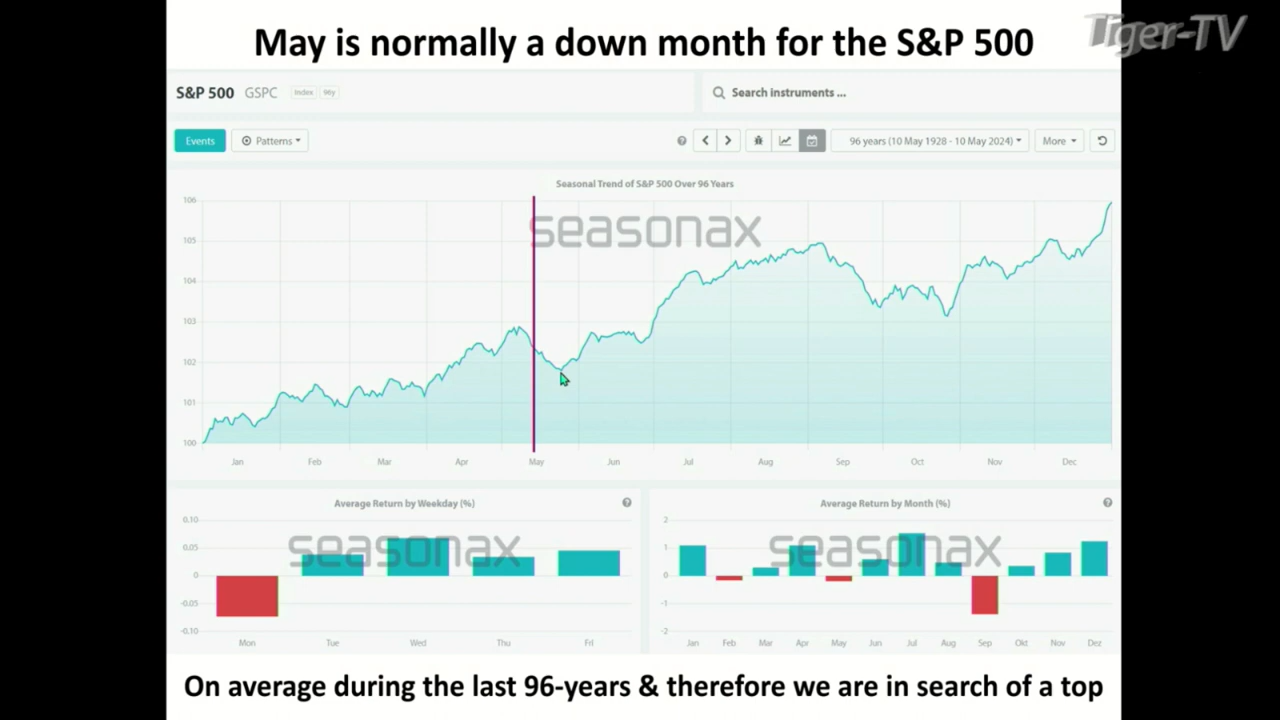 May is normally a down month for the S&P 500
Tiger-TV
S&P 500 GSPC Index 96y
Search instruments ...
Events Patterns
96 years (10 May 1928 - 10 May 2024) More
Seasonal Trend of S&P 500 Over 96 Years
seasonax
106
105
104
103
102
101
100
Jan Feb Mar Apr May Jun Jul Aug Sep Oct Nov Dec
Average Return by Weekday (%)
seasonax
0.10
0.05
0
-0.05
-0.10
Mon Tue Wed Thu Fri
Average Return by Month (%)
seasonax
2
1
0
-1
-2
Jan Feb Mar Apr May Jun Jul Aug Sep Okt Nov Dez
On average during the last 96-years & therefore we are in search of a top